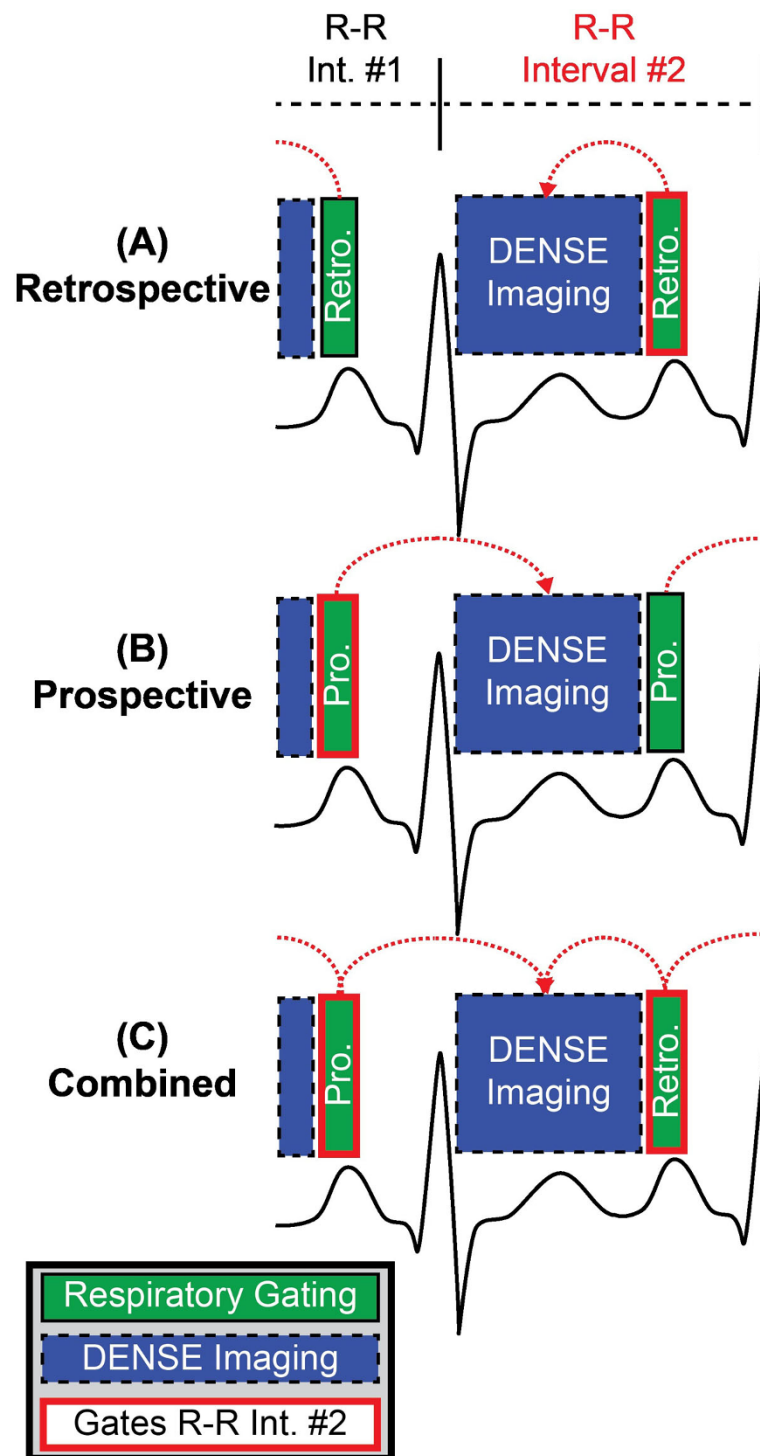 R-R
Int. #1
R-R
Interval #2
(A)
Retrospective
Retro.
DENSE
Imaging
Retro.
(B)
Prospective
Pro.
DENSE
Imaging
Pro.
(C)
Combined
Pro.
DENSE
Imaging
Retro.
Respiratory Gating
DENSE Imaging
Gates R-R Int. #2